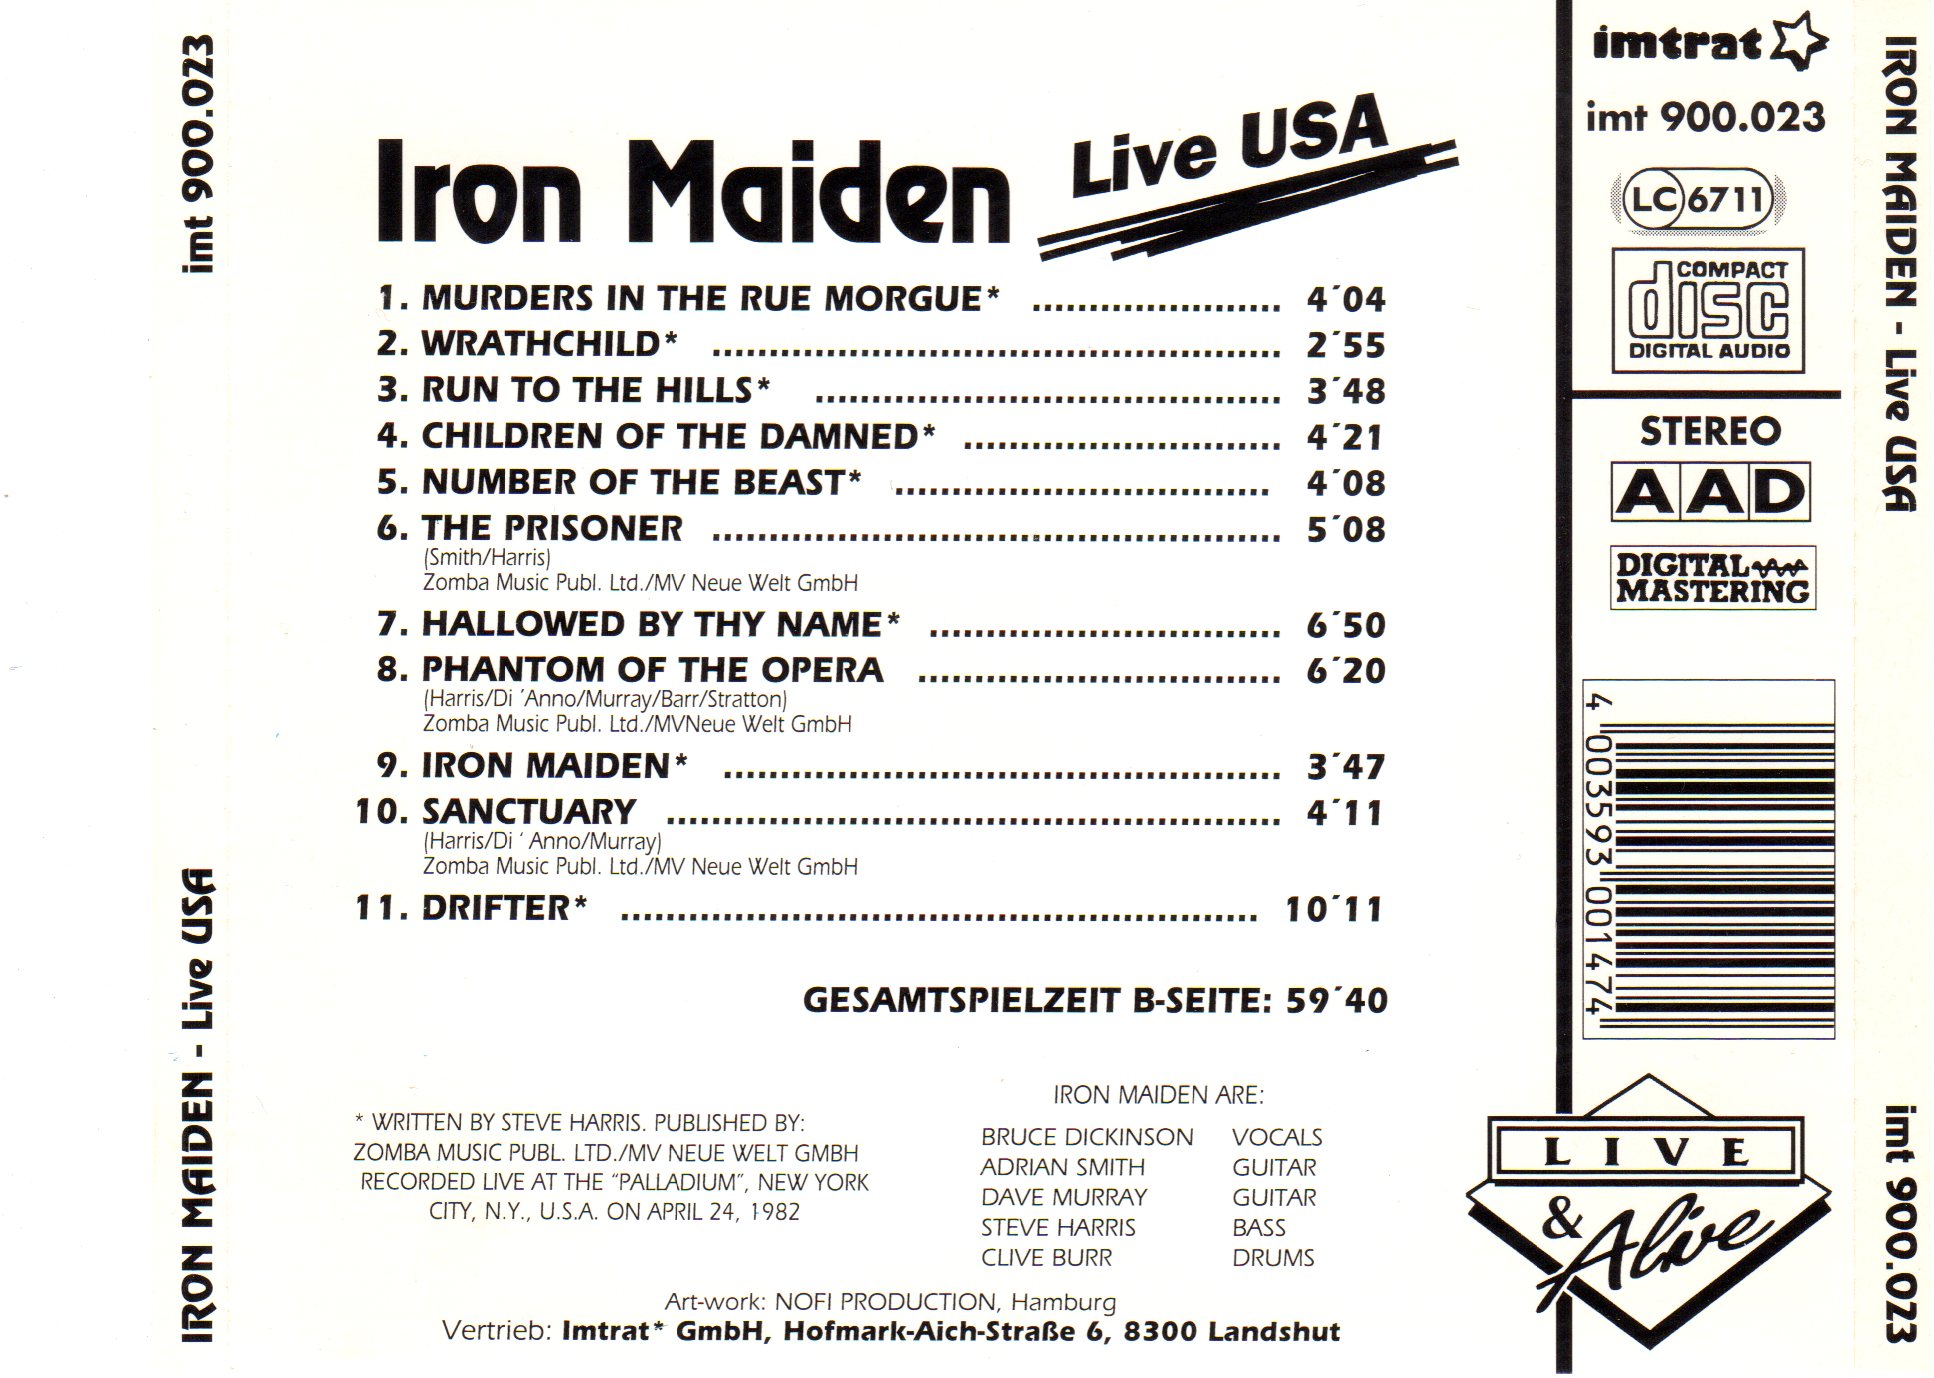 imt 900.023
IRON MAIDEN - Live USA
Iron Maiden Live USA
1. MURDERS IN THE RUE MORGUE* ........................... 4´04
2. WRATHCHILD* ........................... 2´55
3. RUN TO THE HILLS* ........................... 3´48
4. CHILDREN OF THE DAMNED* ........................... 4´21
5. NUMBER OF THE BEAST* ........................... 4´08
6. THE PRISONER ........................... 5´08
(Smith/Harris)
Zomba Music Publ. Ltd./MV Neue Welt GmbH
7. HALLOWED BY THY NAME* ........................... 6´50
8. PHANTOM OF THE OPERA ........................... 6´20
(Harris/Di ´Anno/Murray/Barr/Stratton)
Zomba Music Publ. Ltd./MVNeue Welt GmbH
9. IRON MAIDEN* ........................... 3´47
10. SANCTUARY ........................... 4´11
(Harris/Di ‘ Anno/Murray)
Zomba Music Publ. Ltd./MV Neue Welt GmbH
11. DRIFTER* ........................... 10´11
GESAMTSPIELZEIT B-SEITE: 59´40
* WRITTEN BY STEVE HARRIS. PUBLISHED BY:
ZOMBA MUSIC PUBL. LTD./MV NEUE WELT GMBH
RECORDED LIVE AT THE “PALLADIUM”, NEW YORK
CITY, N.Y., U.S.A. ON APRIL 24, 1982
IRON MAIDEN ARE:
BRUCE DICKINSON VOCALS
ADRIAN SMITH GUITAR
DAVE MURRAY GUITAR
STEVE HARRIS BASS
CLIVE BURR DRUMS
Art-work: NOFI PRODUCTION, Hamburg
Vertrieb: Imtrat* GmbH, Hofmark-Aich-Straße 6, 8300 Landshut
imtrat
imt 900.023
LC 6711
COMPACT
disc
DIGITAL AUDIO
STEREO
AAD
DIGITAL
MASTERING
4 003593 001474
LIVE
& Alive
IRON MAIDEN - Live USA
imt 900.023